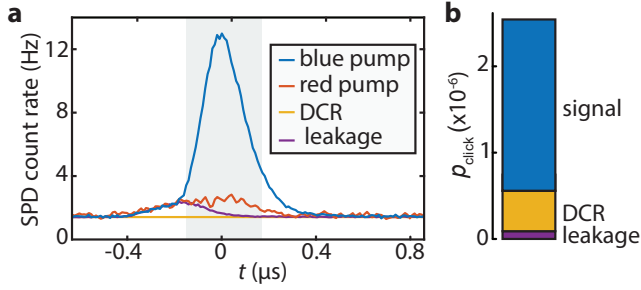 a
SPD count rate (Hz)
12
8
4
0
-0.4
0
0.4
0.8
t (μs)
blue pump
red pump
DCR
leakage
b
p_click (x10⁻⁶)
2
1
0
signal
DCR
leakage